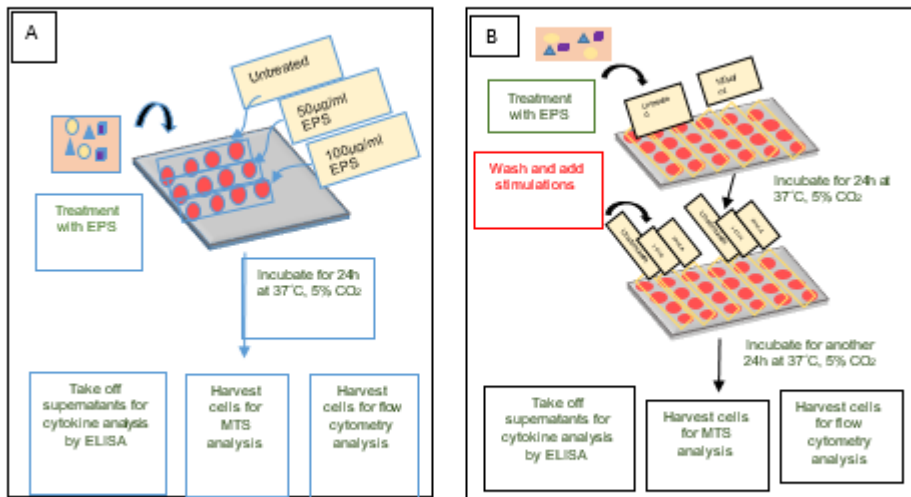 A
Untreated
50µg/ml
EPS
100µg/ml
EPS
Treatment
with EPS
Incubate for 24h
at 37°C, 5% CO₂
Take off
supernatants for
cytokine analysis
by ELISA
Harvest
cells for
MTS
analysis
Harvest
cells for flow
cytometry
analysis
B
Treatment
with EPS
Wash and add
stimulations
Incubate for 24h at
37°C, 5% CO₂
Incubate for another
24h at 37°C, 5% CO₂
Take off
supernatants for
cytokine analysis
by ELISA
Harvest cells
for MTS
analysis
Harvest cells
for flow
cytometry
analysis